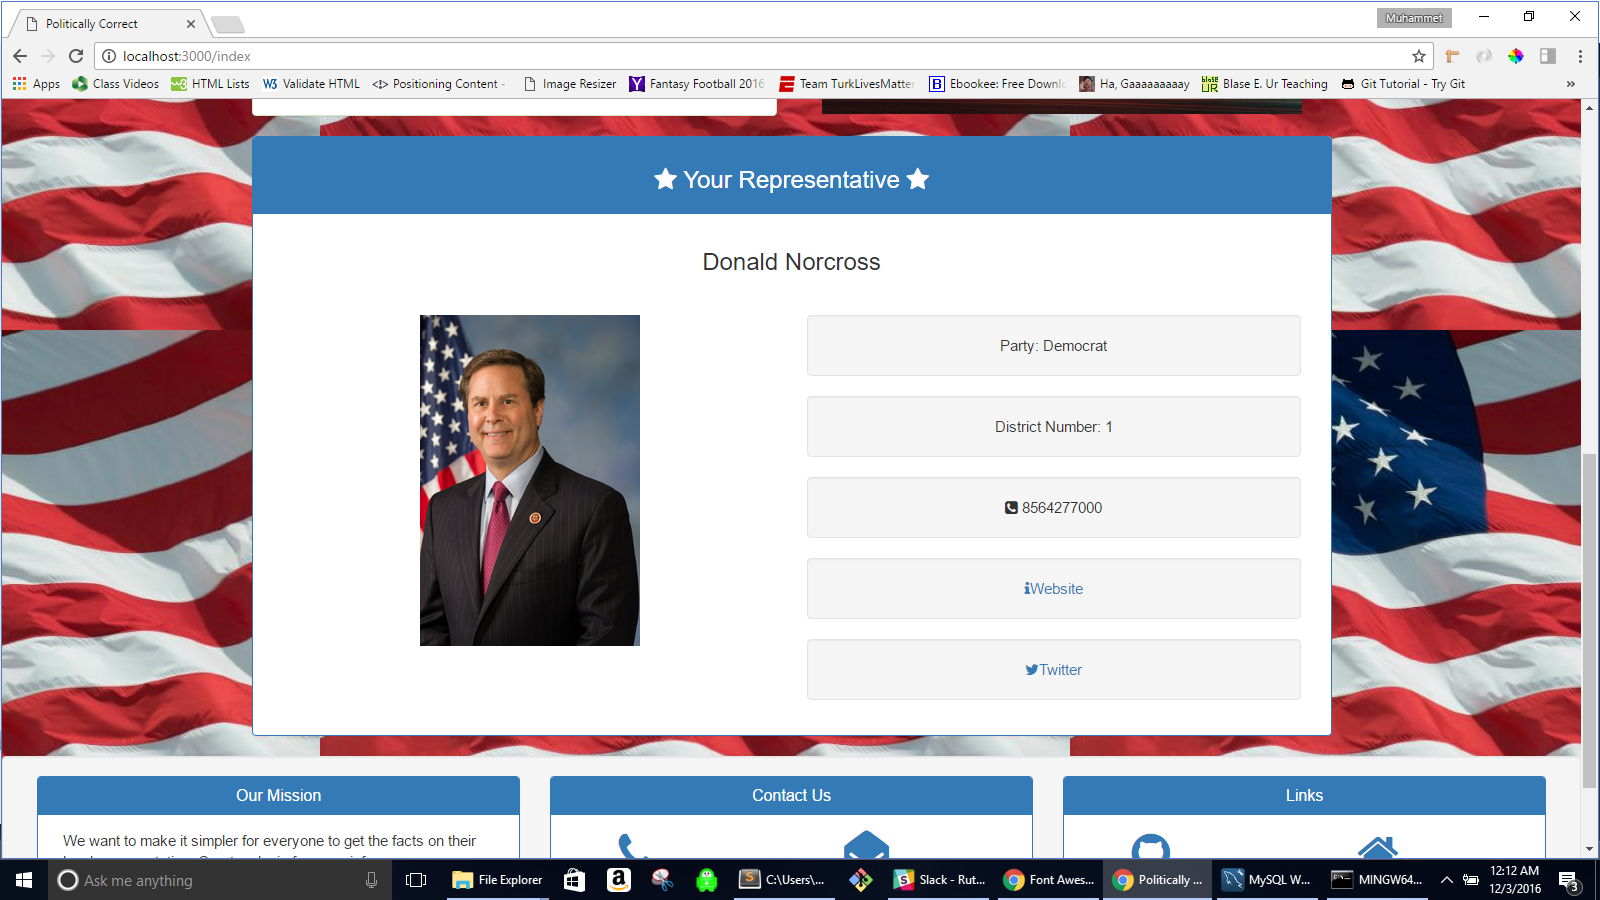 Politically Correct
Muhammet
localhost:3000/index
Apps
Class Videos
HTML Lists
Validate HTML
Positioning Content -
Image Resizer
Fantasy Football 2016
Team TurkLivesMatter
Ebookee: Free Downlo
Ha, Gaaaaaaaaay
Blase E. Ur Teaching
Git Tutorial - Try Git
»
Your Representative
Donald Norcross
Party: Democrat
District Number: 1
8564277000
Website
Twitter
Our Mission
Contact Us
Links
We want to make it simpler for everyone to get the facts on their
Ask me anything
File Explorer
C:\Users\...
Slack - Rut...
Font Awes...
Politically ...
MySQL W...
MINGW64...
12:12 AM
12/3/2016
3